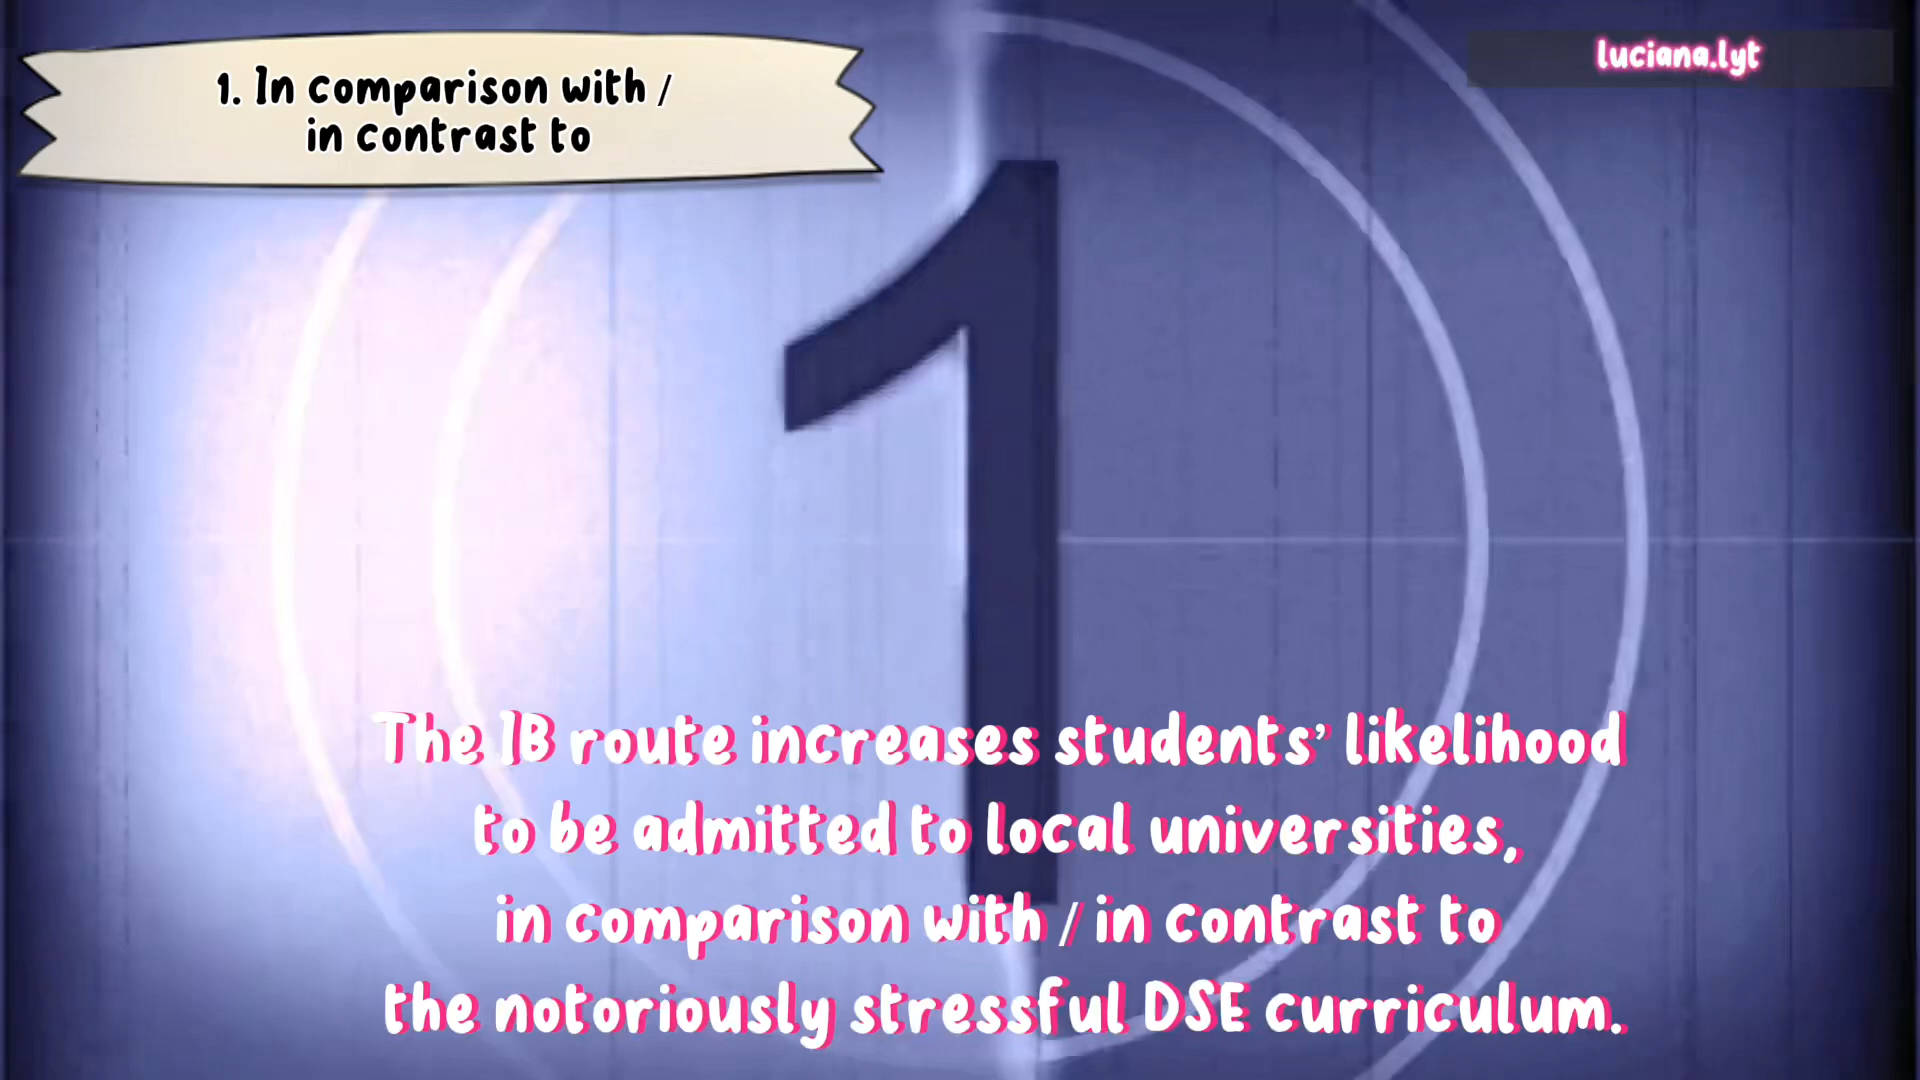 1. In comparison with /
in contrast to
luciana.lyt
1
The IB route increases students’ likelihood
to be admitted to local universities,
in comparison with / in contrast to
the notoriously stressful DSE curriculum.